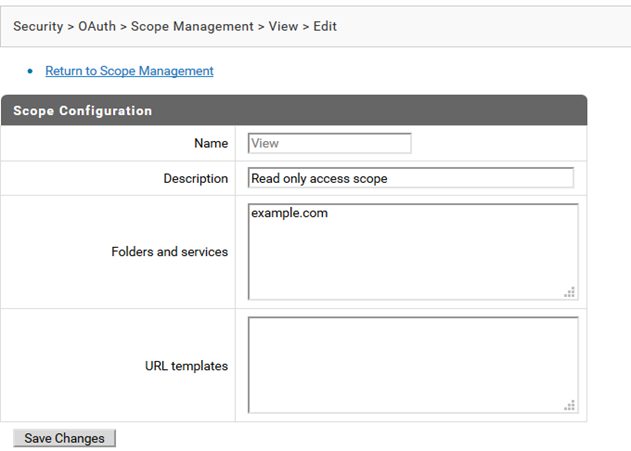 Security > OAuth > Scope Management > View > Edit
Return to Scope Management
Scope Configuration
Name View
Description Read only access scope
Folders and services example.com
URL templates
Save Changes